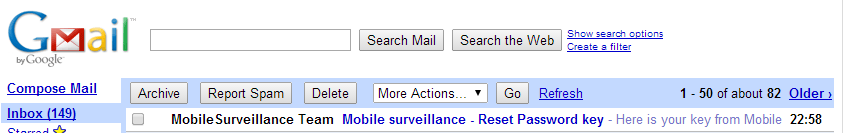 Gmail™
by Google™
Search Mail Search the Web Show search options
Create a filter
Compose Mail Archive Report Spam Delete More Actions... Go Refresh 1 - 50 of about 82 Older ›
Inbox (149) MobileSurveillance Team Mobile surveillance - Reset Password key - Here is your key from Mobile 22:58
Starred